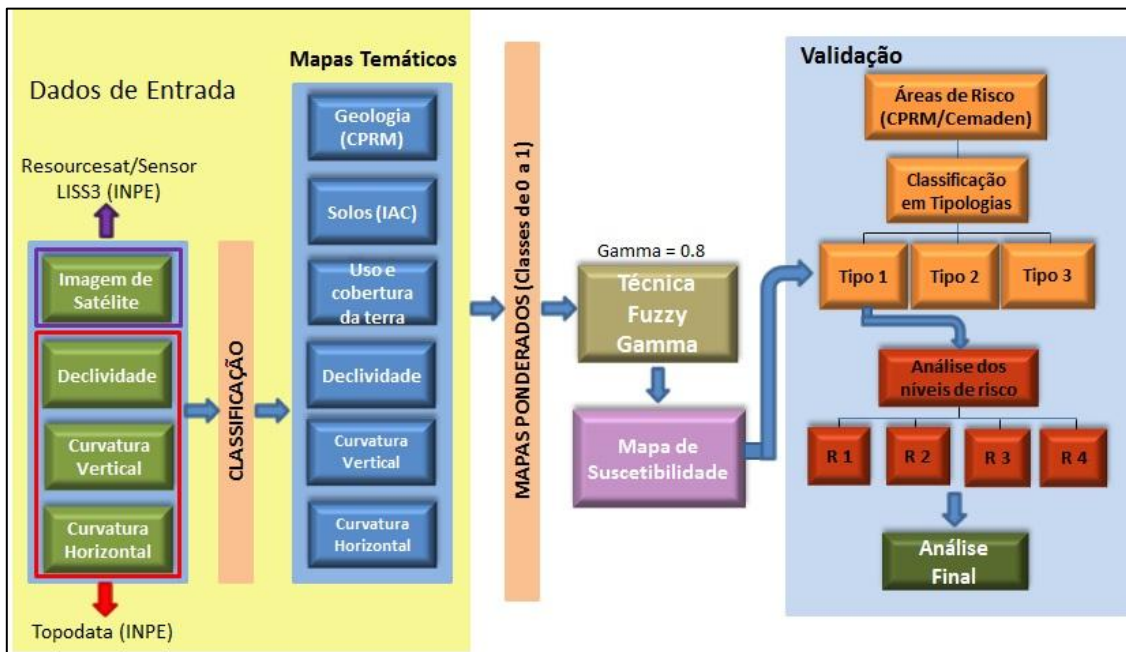 Dados de Entrada
Resourcesat/Sensor
LISS3 (INPE)
Imagem de
Satélite
Declividade
Curvatura
Vertical
Curvatura
Horizontal
Topodata (INPE)
CLASSIFICAÇÃO
Mapas Temáticos
Geologia
(CPRM)
Solos (IAC)
Uso e
cobertura
da terra
Declividade
Curvatura
Vertical
Curvatura
Horizontal
MAPAS PONDERADOS (Classes de 0 a 1)
Gamma = 0.8
Técnica
Fuzzy
Gamma
Mapa de
Suscetibilidade
Validação
Áreas de Risco
(CPRM/Cemaden)
Classificação
em Tipologias
Tipo 1
Tipo 2
Tipo 3
Análise dos
níveis de risco
R 1
R 2
R 3
R 4
Análise
Final